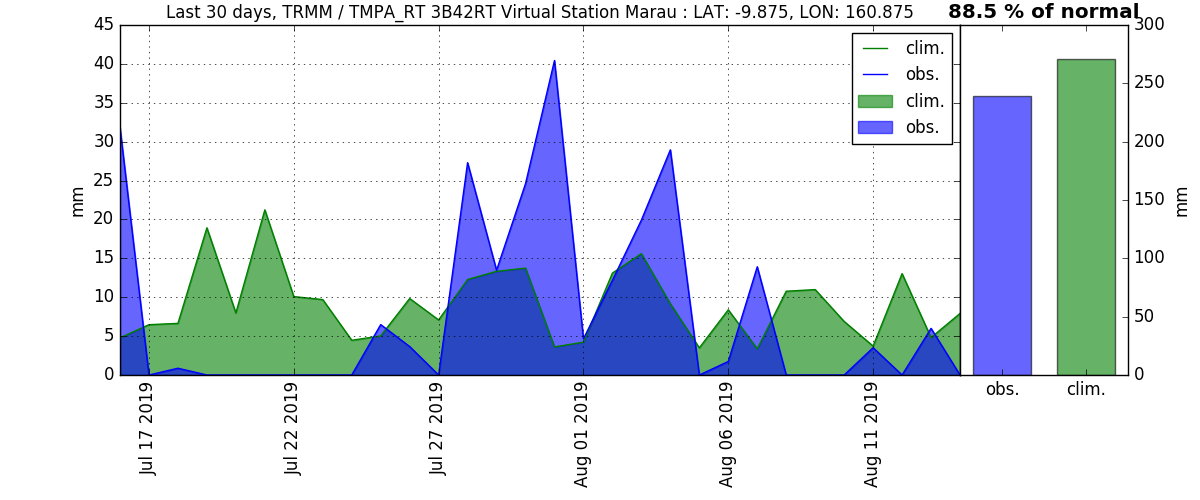 Last 30 days, TRMM / TMPA_RT 3B42RT Virtual Station Marau : LAT: -9.875, LON: 160.875
88.5 % of normal
45
40
35
30
25
20
15
10
5
0
mm
clim.
obs.
clim.
obs.
Jul 17 2019
Jul 22 2019
Jul 27 2019
Aug 01 2019
Aug 06 2019
Aug 11 2019
300
250
200
150
100
50
0
mm
obs.
clim.